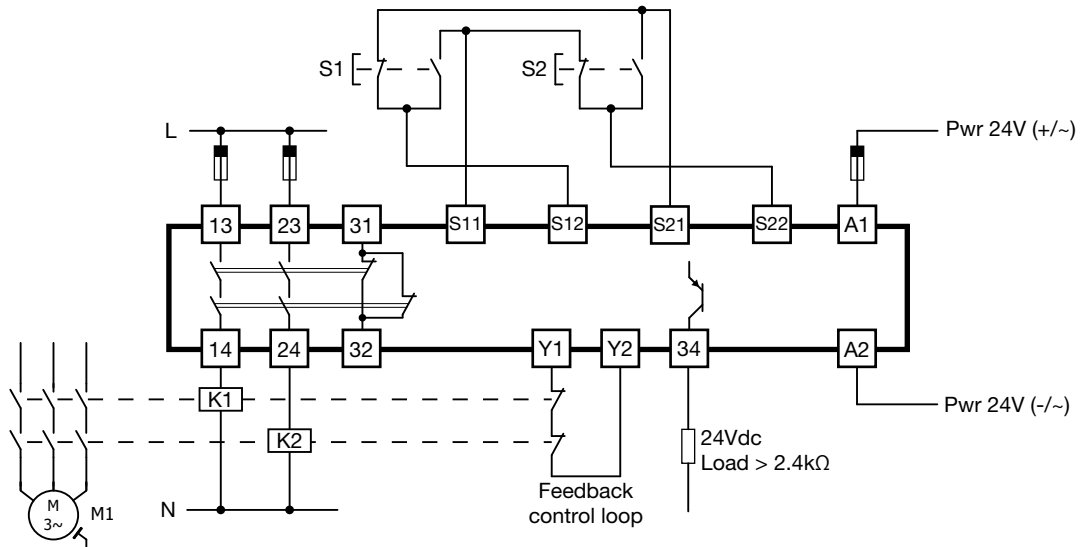 S1
S2
L
Pwr 24V (+/~)
13
23
31
S11
S12
S21
S22
A1
14
24
32
Y1
Y2
34
A2
K1
Pwr 24V (-/~)
K2
24Vdc
Load > 2.4kΩ
Feedback
control loop
N
M
3~
M1